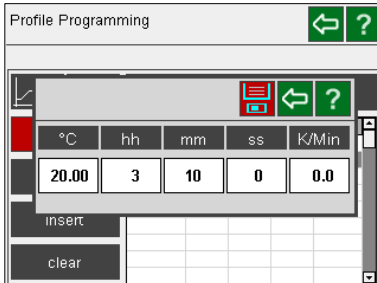 Profile Programming
?
?
°C hh mm ss K/Min
20.00 3 10 0 0.0
insert
clear